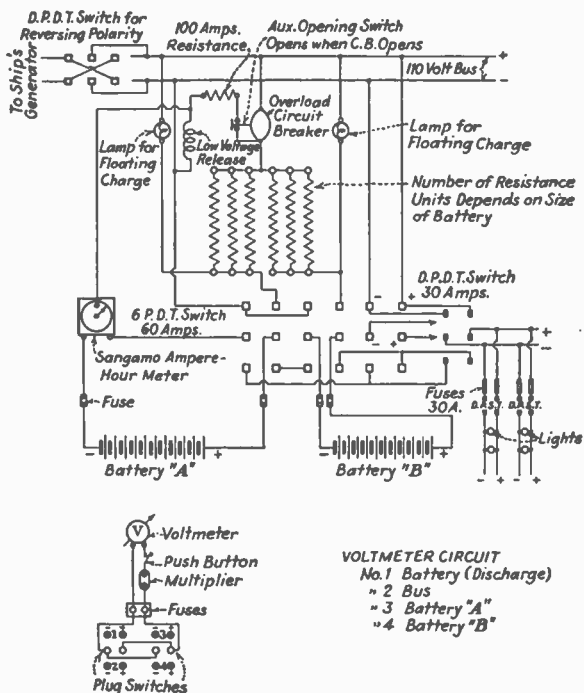 D.P.D.T. Switch for
Reversing Polarity
To Ship's
Generator
100 Amps.
Resistance
Aux. Opening Switch
Opens when C.B. Opens
+
110 Volt Bus
-
Lamp for
Floating Charge
Low Voltage
Release
Overload
Circuit
Breaker
Lamp for
Floating Charge
Number of Resistance
Units Depends on Size
of Battery
- +
D.P.D.T. Switch
30 Amps.
6 P.D.T. Switch
60 Amps.
- +
+
-
Sangamo Ampere-
Hour Meter
Fuse
Fuses
30A.
D.P.S.T. D.P.S.T.
Lights
- +
Battery "A"
- +
Battery "B"
- + - +
V
Voltmeter
Push Button
Multiplier
Fuses
- 1 + - 3 +
- 2 + - 4 +
Plug Switches
VOLTMETER CIRCUIT
No. 1 Battery (Discharge)
" 2 Bus
" 3 Battery "A"
" 4 Battery "B"